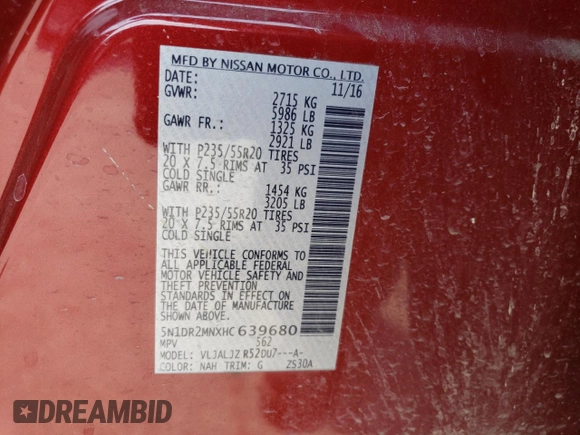 MFD BY NISSAN MOTOR CO., LTD.
DATE: 11/16
GVWR: 2715 KG
5986 LB
GAWR FR.: 1325 KG
2921 LB
WITH P235/55R20 TIRES
20 X 7.5 RIMS AT 35 PSI
COLD SINGLE
GAWR RR.: 1454 KG
3205 LB
WITH P235/55R20 TIRES
20 X 7.5 RIMS AT 35 PSI
COLD SINGLE
THIS VEHICLE CONFORMS TO
ALL APPLICABLE FEDERAL
MOTOR VEHICLE SAFETY AND
THEFT PREVENTION
STANDARDS IN EFFECT ON
THE DATE OF MANUFACTURE
SHOWN ABOVE.
5N1DR2MNXHC639680
MPV 562
MODEL: VLJALJZ R52DU7---A-
COLOR: NAH TRIM: G ZS30A
DREAMBID